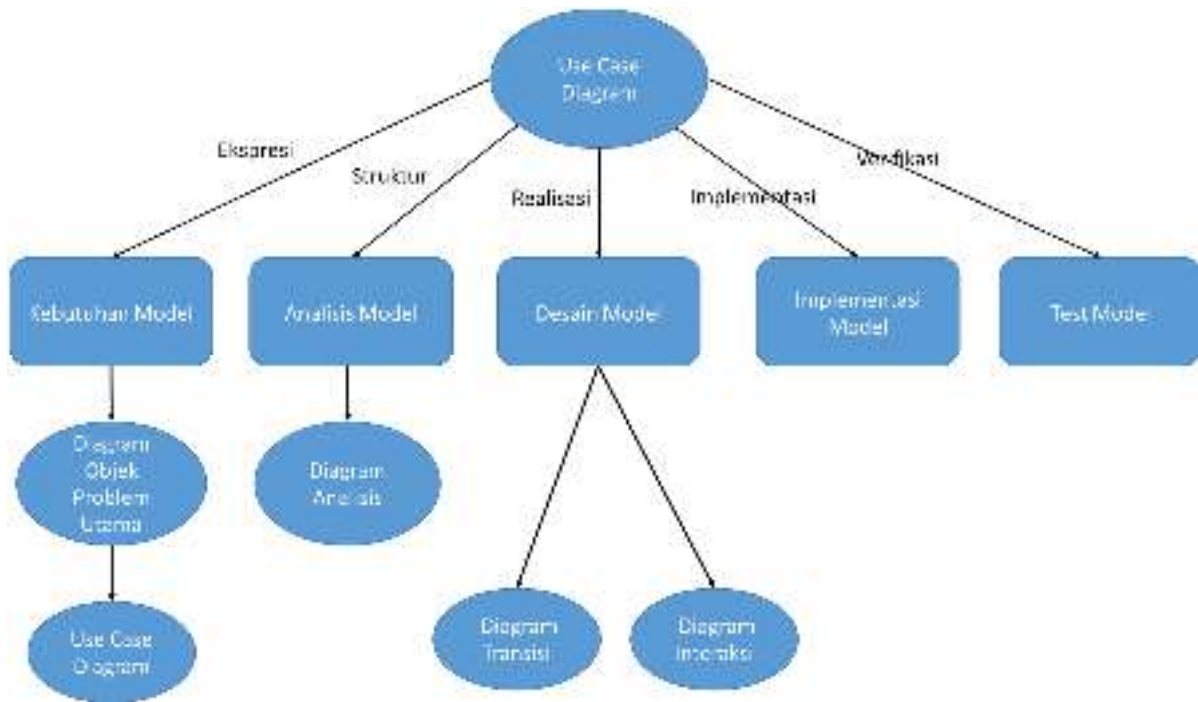 Use Case
Diagram
Ekspresi
Struktur
Realisasi
Implementasi
Verifikasi
Kebutuhan Model
Analisis Model
Desain Model
Implementasi
Model
Test Model
Diagram
Objek
Problem
Utama
Diagram
Analisis
Use Case
Diagram
Diagram
Transisi
Diagram
Interaksi